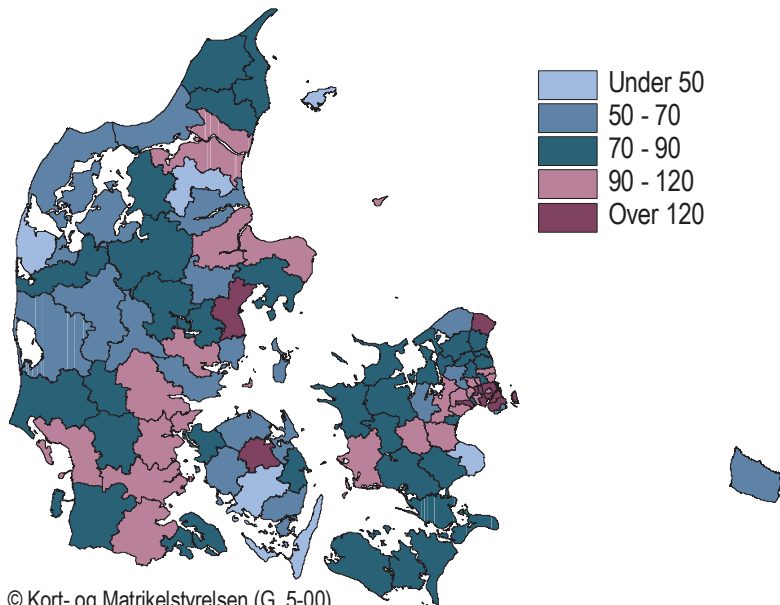 Under 50
50 - 70
70 - 90
90 - 120
Over 120
© Kort- og Matrikelstyrelsen (G. 5-00)